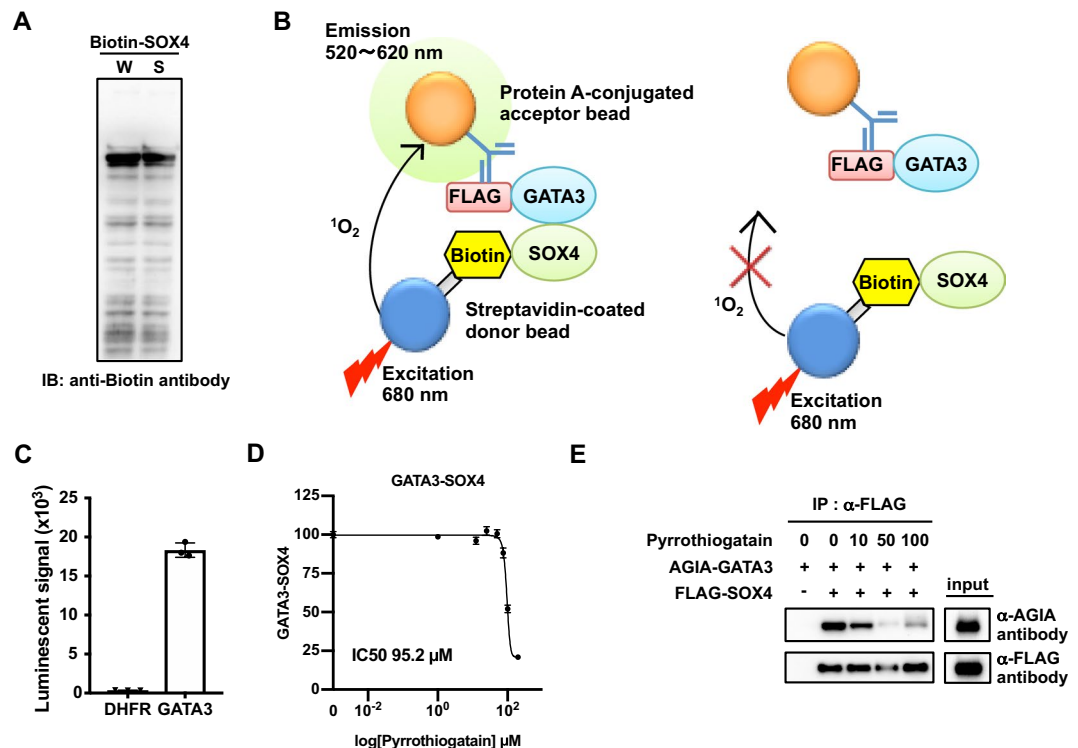 A
Biotin-SOX4
W S
IB: anti-Biotin antibody
B
Emission
520～620 nm
Protein A-conjugated
acceptor bead
FLAG GATA3
¹O₂
Biotin SOX4
Streptavidin-coated
donor bead
Excitation
680 nm
FLAG GATA3
¹O₂
Biotin SOX4
Excitation
680 nm
C
Luminescent signal (x10³)
25
20
15
10
5
0
DHFR GATA3
D
GATA3-SOX4
GATA3-SOX4
125
100
75
50
25
0
IC50 95.2 µM
0 10⁻² 10⁰ 10²
log[Pyrrothiogatain] µM
E
IP : α-FLAG
Pyrrothiogatain 0 0 10 50 100
AGIA-GATA3 + + + + +
FLAG-SOX4 - + + + +
input
α-AGIA
antibody
α-FLAG
antibody